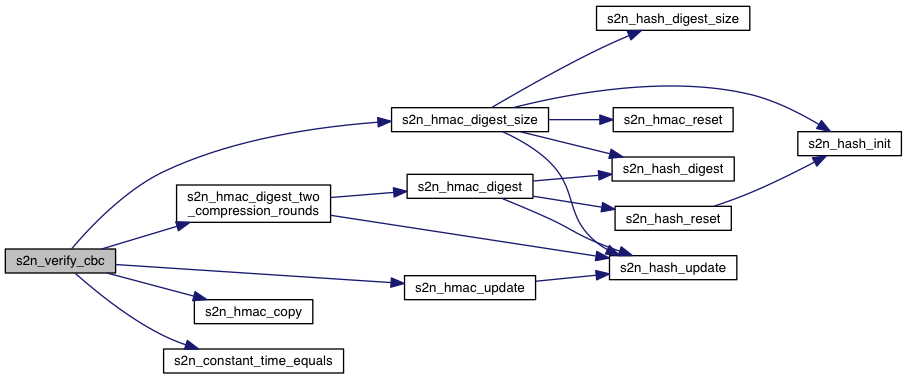 s2n_hash_digest_size
s2n_hmac_digest_size
s2n_hmac_reset
s2n_hash_init
s2n_hash_digest
s2n_hmac_digest
s2n_hmac_digest_two
_compression_rounds
s2n_hash_reset
s2n_verify_cbc
s2n_hash_update
s2n_hmac_update
s2n_hmac_copy
s2n_constant_time_equals